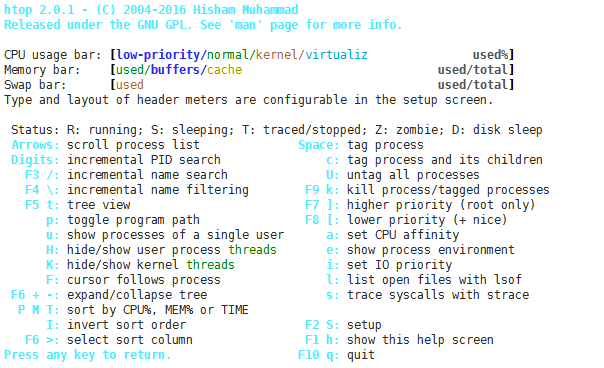 htop 2.0.1 - (C) 2004-2016 Hisham Muhammad
Released under the GNU GPL. See 'man' page for more info.
CPU usage bar: [low-priority/normal/kernel/virtualiz used%]
Memory bar: [used/buffers/cache used/total]
Swap bar: [used used/total]
Type and layout of header meters are configurable in the setup screen.
Status: R: running; S: sleeping; T: traced/stopped; Z: zombie; D: disk sleep
Arrows: scroll process list Space: tag process
Digits: incremental PID search c: tag process and its children
F3 /: incremental name search U: untag all processes
F4 \: incremental name filtering F9 k: kill process/tagged processes
F5 t: tree view F7 ]: higher priority (root only)
p: toggle program path F8 [: lower priority (+ nice)
u: show processes of a single user a: set CPU affinity
H: hide/show user process threads e: show process environment
K: hide/show kernel threads i: set IO priority
F: cursor follows process l: list open files with lsof
F6 + -: expand/collapse tree s: trace syscalls with strace
P M T: sort by CPU%, MEM% or TIME
I: invert sort order F2 S: setup
F6 >: select sort column F1 h: show this help screen
Press any key to return. F10 q: quit